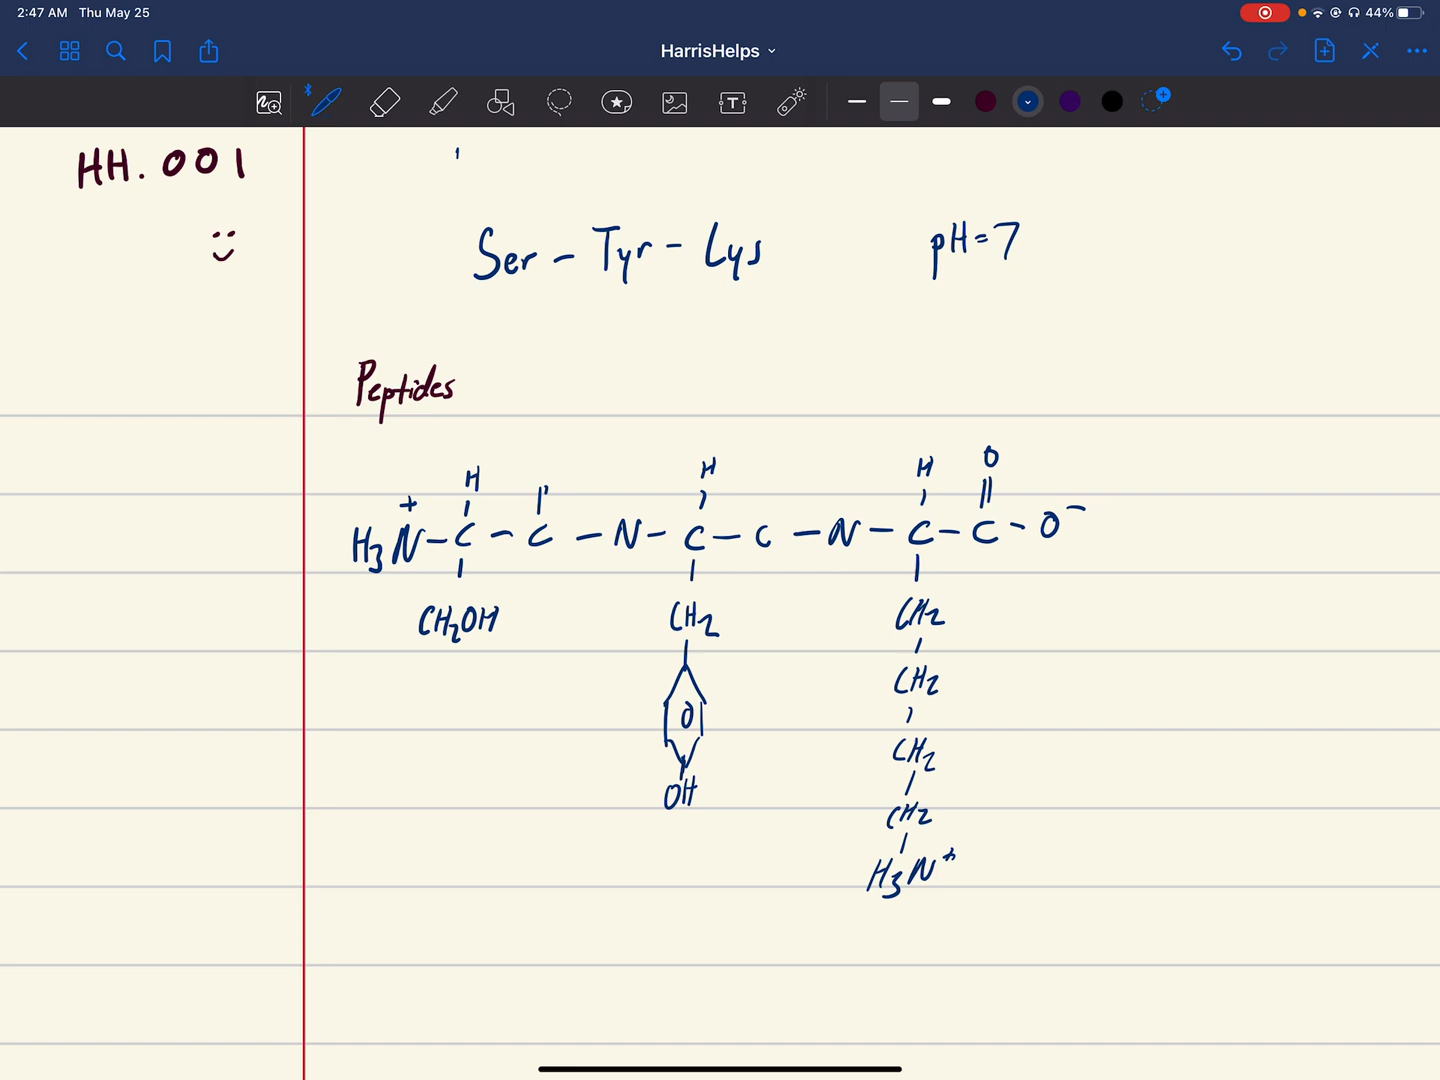 2:47 AM Thu May 25
44%
HarrisHelps
HH.001
Ser - Tyr - Lys pH=7
Peptides
H H H O
+
H3N - C - C - N - C - C - N - C - C - O-
CH2OH CH2 CH2
CH2
CH2
OH
CH2
H3N+